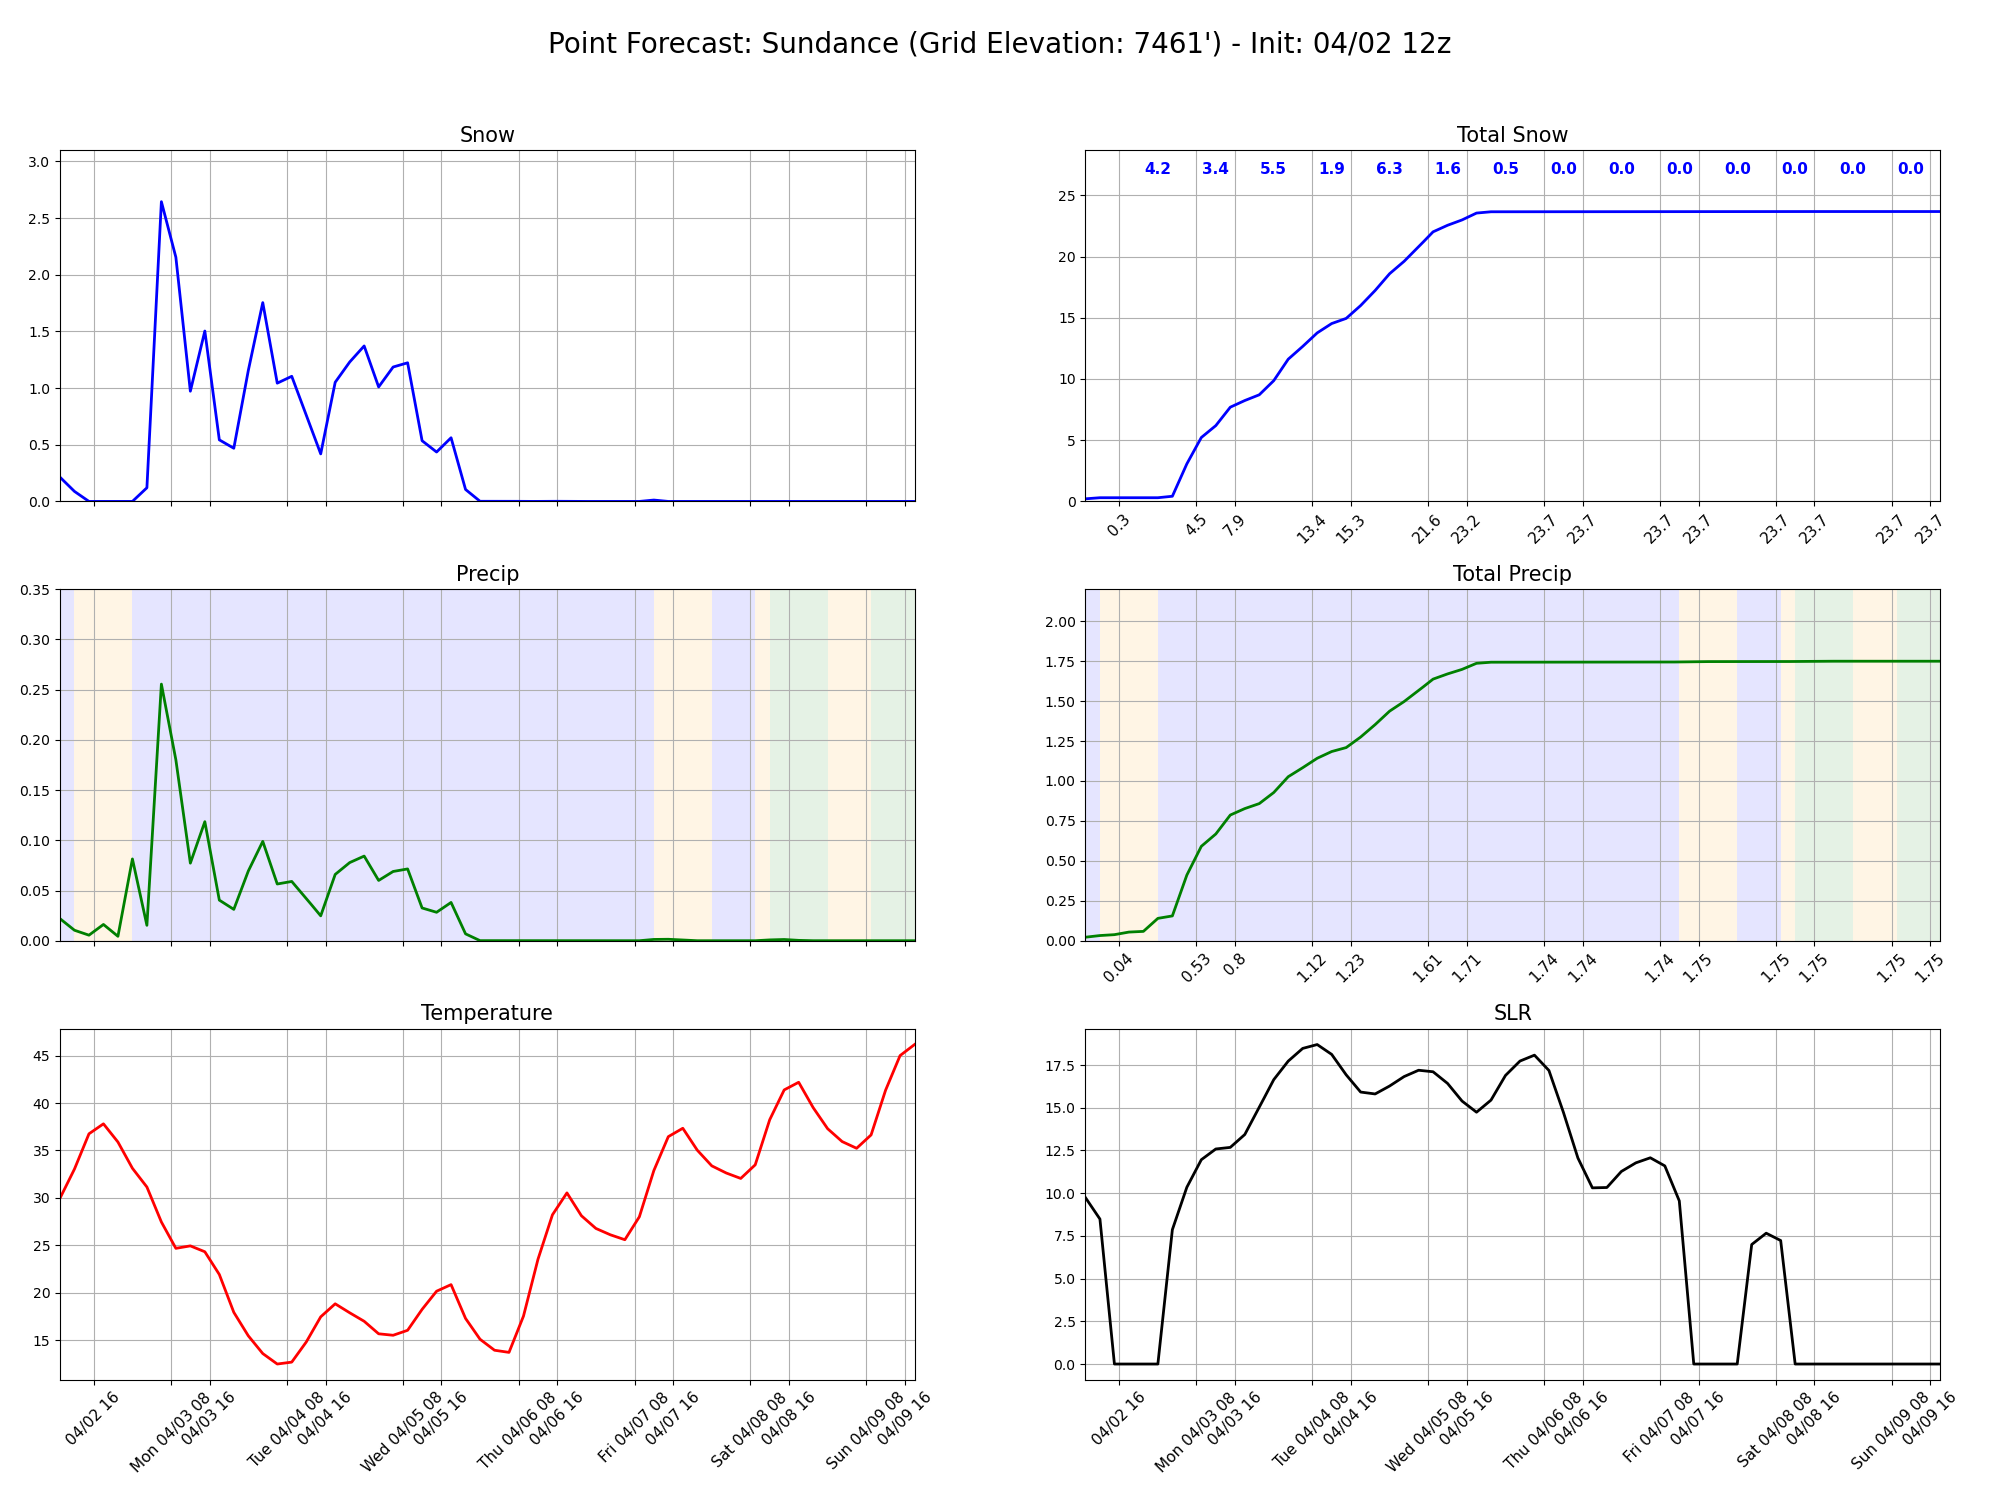 Point Forecast: Sundance (Grid Elevation: 7461') - Init: 04/02 12z
Snow
3.0
2.5
2.0
1.5
1.0
0.5
0.0
Total Snow
4.2 3.4 5.5 1.9 6.3 1.6 0.5 0.0 0.0 0.0 0.0 0.0 0.0 0.0
25
20
15
10
5
0
0.3 4.5 7.9 13.4 15.3 21.6 23.2 23.7 23.7 23.7 23.7 23.7 23.7 23.7 23.7
Precip
0.35
0.30
0.25
0.20
0.15
0.10
0.05
0.00
Total Precip
2.00
1.75
1.50
1.25
1.00
0.75
0.50
0.25
0.00
0.04 0.53 0.8 1.12 1.23 1.61 1.71 1.74 1.74 1.74 1.75 1.75 1.75 1.75 1.75
Temperature
45
40
35
30
25
20
15
04/02 16
Mon 04/03 08
04/03 16
Tue 04/04 08
04/04 16
Wed 04/05 08
04/05 16
Thu 04/06 08
04/06 16
Fri 04/07 08
04/07 16
Sat 04/08 08
04/08 16
Sun 04/09 08
04/09 16
SLR
17.5
15.0
12.5
10.0
7.5
5.0
2.5
0.0
04/02 16
Mon 04/03 08
04/03 16
Tue 04/04 08
04/04 16
Wed 04/05 08
04/05 16
Thu 04/06 08
04/06 16
Fri 04/07 08
04/07 16
Sat 04/08 08
04/08 16
Sun 04/09 08
04/09 16